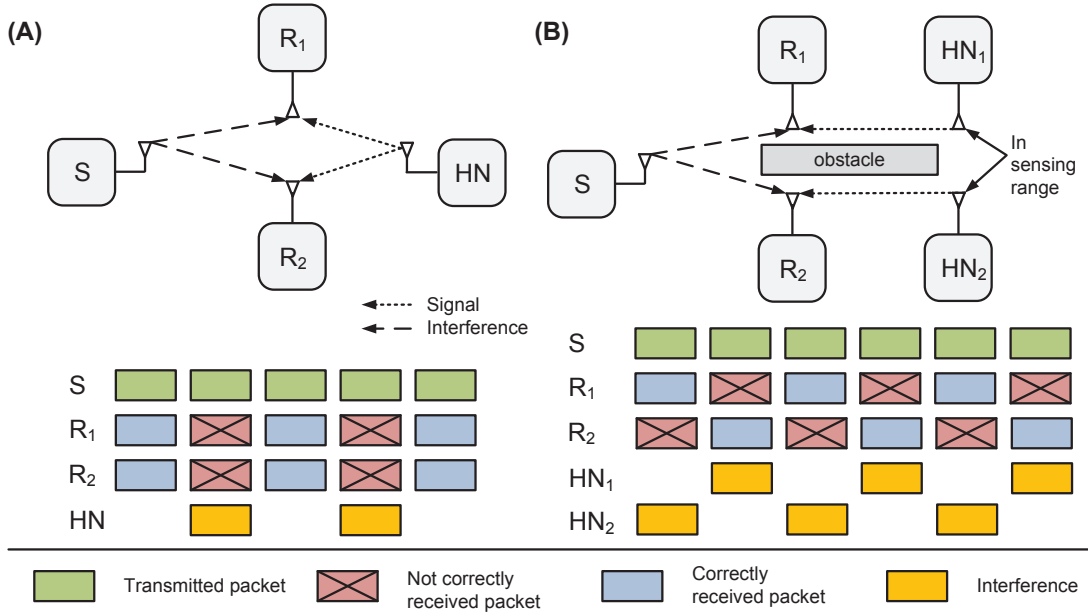 (A)
R₁
S
HN
R₂
Signal
Interference
S
R₁
R₂
HN
(B)
R₁
HN₁
In
sensing
range
obstacle
S
R₂
HN₂
S
R₁
R₂
HN₁
HN₂
Transmitted packet
Not correctly
received packet
Correctly
received packet
Interference